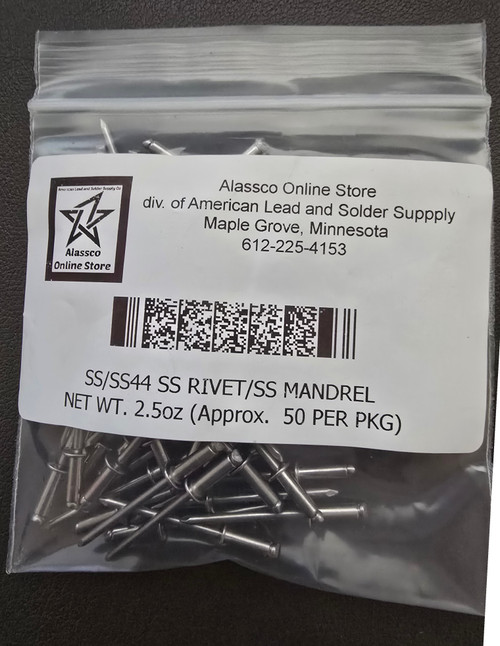 American Lead and Solder Supply Co
Alassco
Online Store
Alassco Online Store
div. of American Lead and Solder Suppply
Maple Grove, Minnesota
612-225-4153
SS/SS44 SS RIVET/SS MANDREL
NET WT. 2.5oz (Approx. 50 PER PKG)